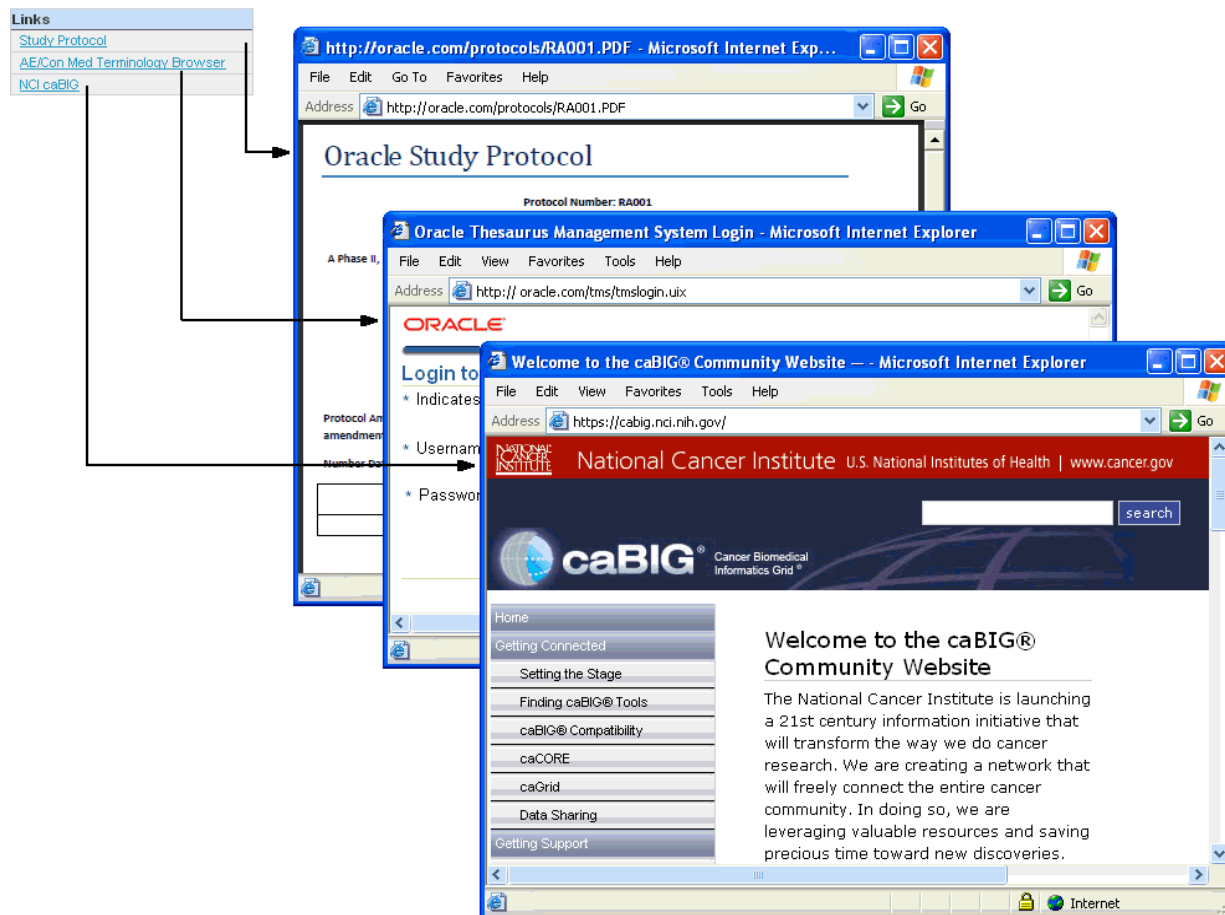 Links
Study Protocol
AE/Con Med Terminology Browser
NCI caBIG
http://oracle.com/protocols/RA001.PDF - Microsoft Internet Exp...
File Edit Go To Favorites Help
Address http://oracle.com/protocols/RA001.PDF Go
Oracle Study Protocol
Protocol Number: RA001
A Phase II,
Protocol Am
amendment
Number Da
Oracle Thesaurus Management System Login - Microsoft Internet Explorer
File Edit View Favorites Tools Help
Address http:// oracle.com/tms/tmslogin.uix Go
ORACLE
Login to
* Indicates
* Usernam
* Passwor
Welcome to the caBIG® Community Website — - Microsoft Internet Explorer
File Edit View Favorites Tools Help
Address https://cabig.nci.nih.gov/ Go
NATIONAL
CANCER
INSTITUTE
National Cancer Institute U.S. National Institutes of Health | www.cancer.gov
search
caBIG® Cancer Biomedical
Informatics Grid ®
Home
Getting Connected
Setting the Stage
Finding caBIG® Tools
caBIG® Compatibility
caCORE
caGrid
Data Sharing
Getting Support
Welcome to the caBIG®
Community Website
The National Cancer Institute is launching
a 21st century information initiative that
will transform the way we do cancer
research. We are creating a network that
will freely connect the entire cancer
community. In doing so, we are
leveraging valuable resources and saving
precious time toward new discoveries.
Internet